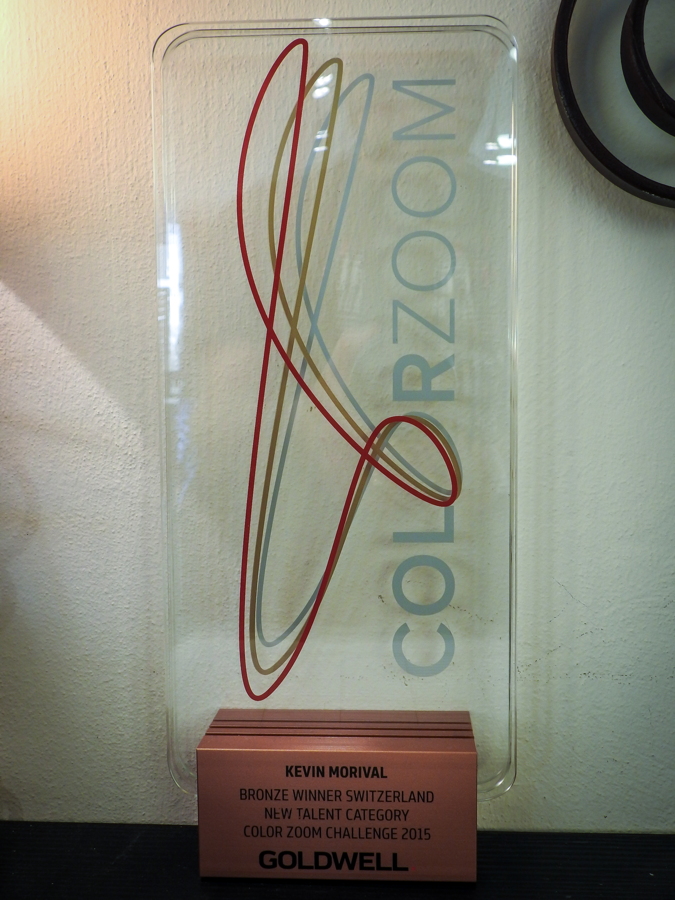 COLORZOOM
KEVIN MORIVAL
BRONZE WINNER SWITZERLAND
NEW TALENT CATEGORY
COLOR ZOOM CHALLENGE 2015
GOLDWELL